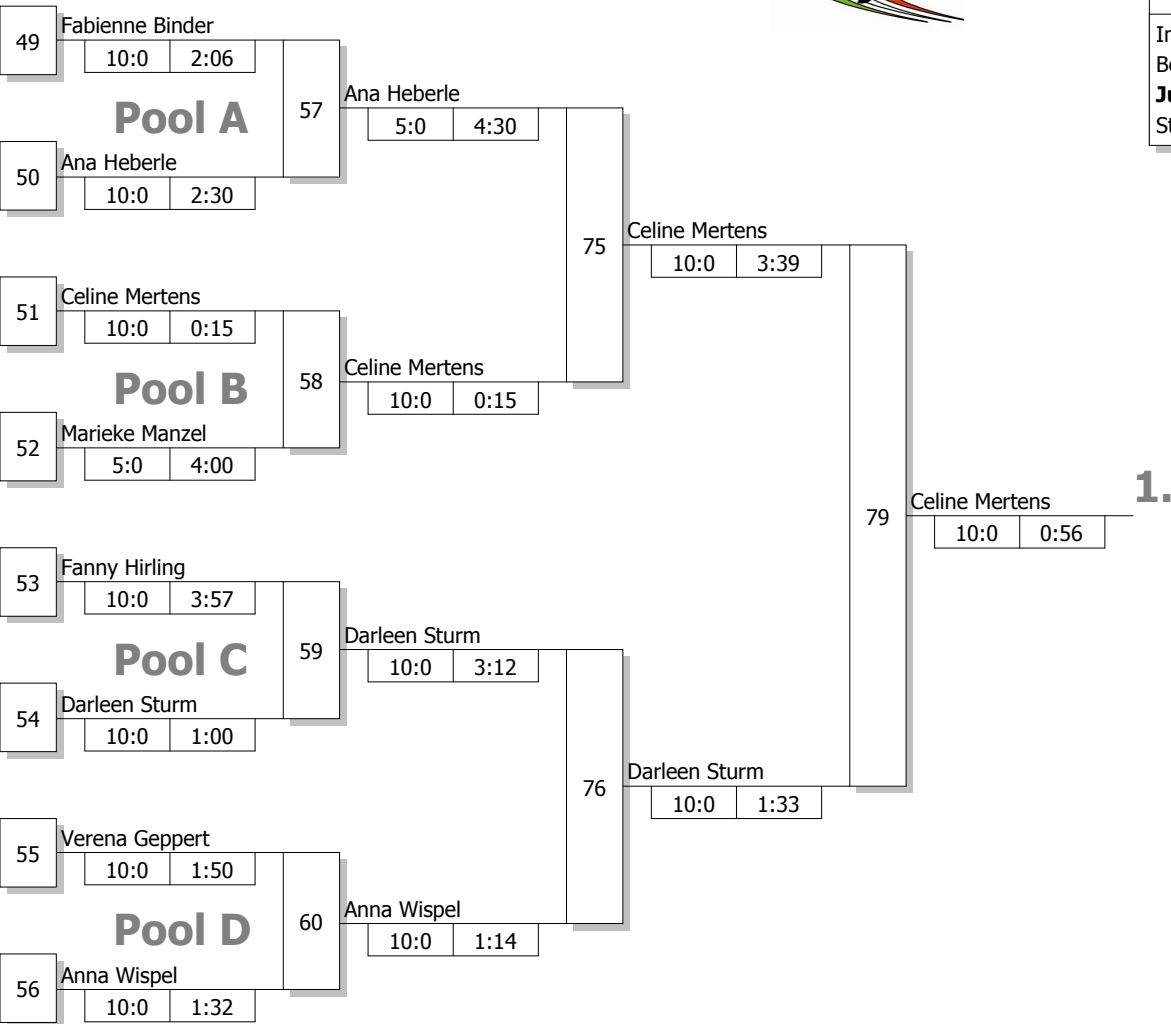 Fabienne Binder
49
10:0 2:06
Pool A
57
Ana Heberle
5:0 4:30
Ana Heberle
50
10:0 2:30
75
Celine Mertens
10:0 3:39
Celine Mertens
51
10:0 0:15
Pool B
58
Celine Mertens
10:0 0:15
Marieke Manzel
52
5:0 4:00
79
Celine Mertens
10:0 0:56
1.
Fanny Hirling
53
10:0 3:57
Pool C
59
Darleen Sturm
10:0 3:12
Darleen Sturm
54
10:0 1:00
76
Darleen Sturm
10:0 1:33
Verena Geppert
55
10:0 1:50
Pool D
60
Anna Wispel
10:0 1:14
Anna Wispel
56
10:0 1:32